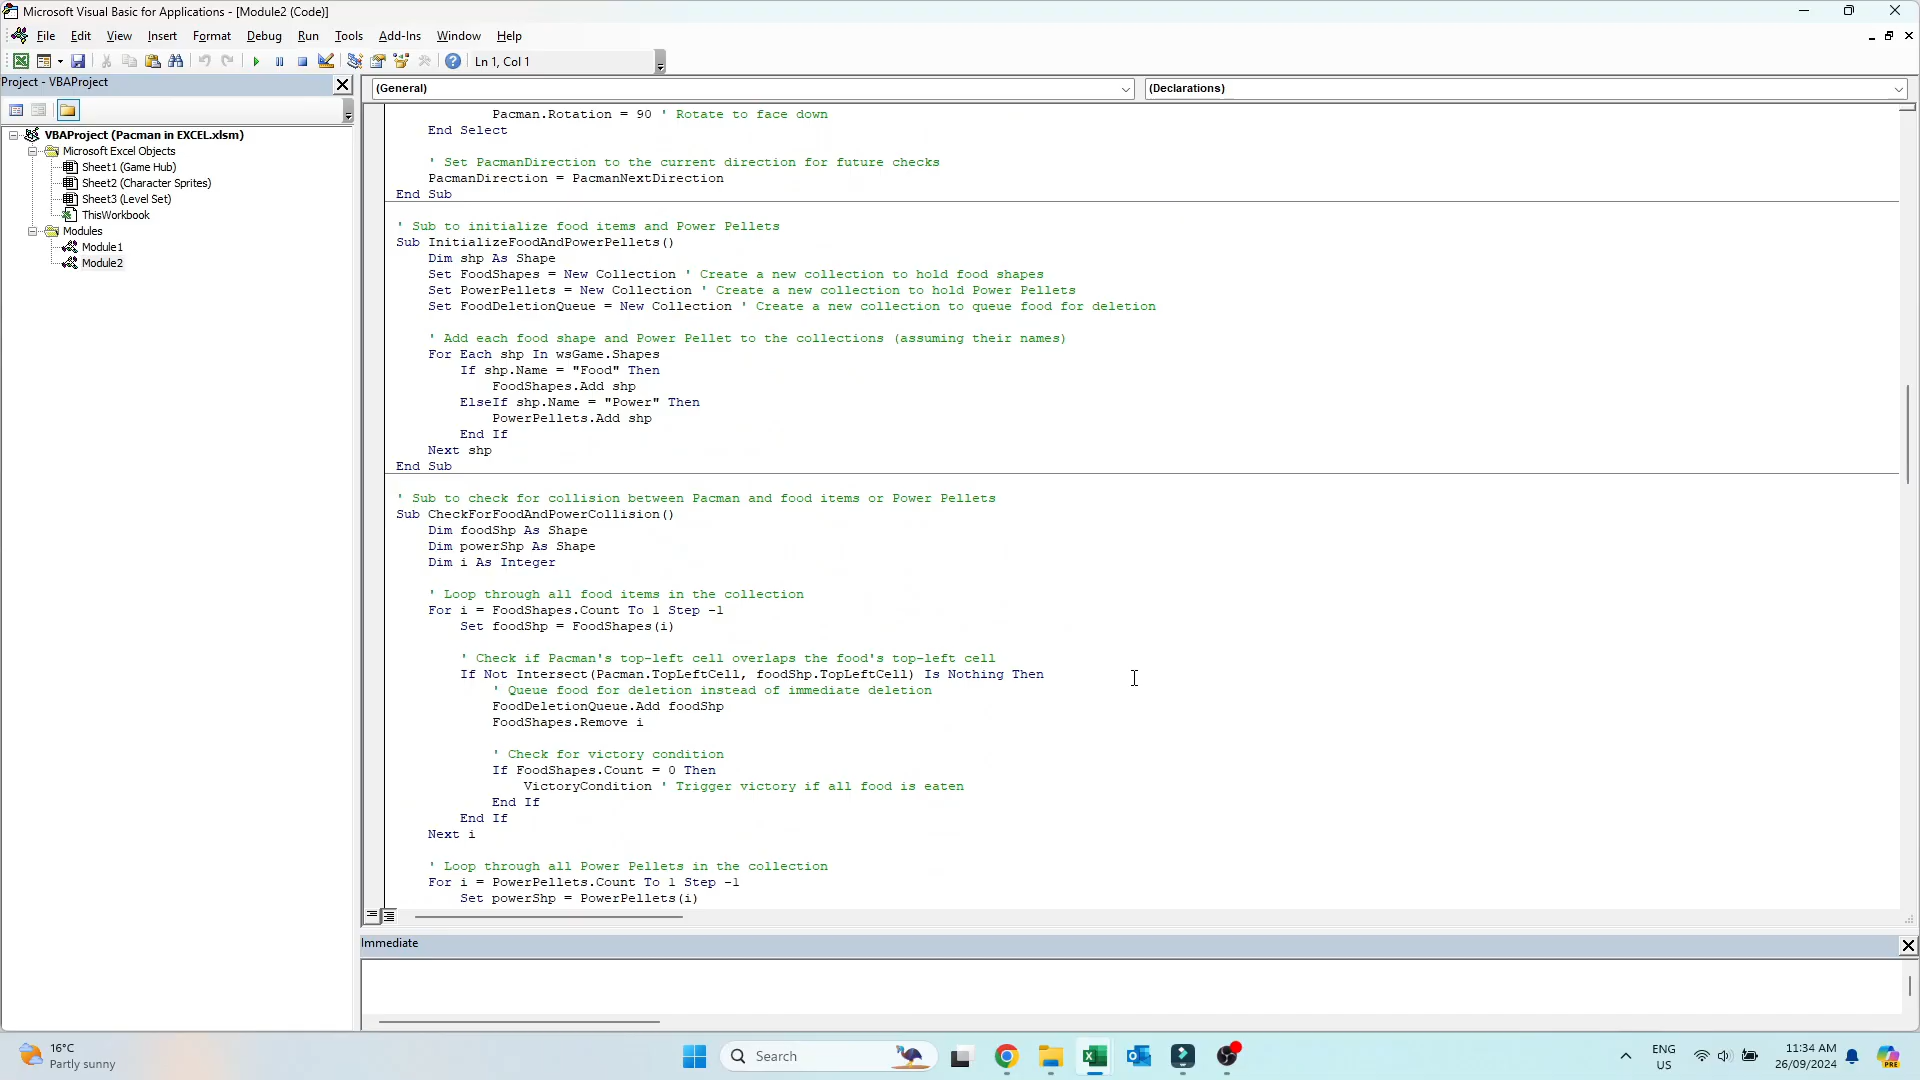 Microsoft Visual Basic for Applications - [Module2 (Code)]
File Edit View Insert Format Debug Run Tools Add-Ins Window Help
Ln 1, Col 1
Project - VBAProject
(General)
(Declarations)
VBAProject (Pacman in EXCEL.xlsm)
Microsoft Excel Objects
Sheet1 (Game Hub)
Sheet2 (Character Sprites)
Sheet3 (Level Set)
ThisWorkbook
Modules
Module1
Module2
Pacman.Rotation = 90 ' Rotate to face down
End Select
' Set PacmanDirection to the current direction for future checks
PacmanDirection = PacmanNextDirection
End Sub
' Sub to initialize food items and Power Pellets
Sub InitializeFoodAndPowerPellets()
Dim shp As Shape
Set FoodShapes = New Collection ' Create a new collection to hold food shapes
Set PowerPellets = New Collection ' Create a new collection to hold Power Pellets
Set FoodDeletionQueue = New Collection ' Create a new collection to queue food for deletion
' Add each food shape and Power Pellet to the collections (assuming their names)
For Each shp In wsGame.Shapes
If shp.Name = "Food" Then
FoodShapes.Add shp
ElseIf shp.Name = "Power" Then
PowerPellets.Add shp
End If
Next shp
End Sub
' Sub to check for collision between Pacman and food items or Power Pellets
Sub CheckForFoodAndPowerCollision()
Dim foodShp As Shape
Dim powerShp As Shape
Dim i As Integer
' Loop through all food items in the collection
For i = FoodShapes.Count To 1 Step -1
Set foodShp = FoodShapes(i)
' Check if Pacman's top-left cell overlaps the food's top-left cell
If Not Intersect(Pacman.TopLeftCell, foodShp.TopLeftCell) Is Nothing Then
' Queue food for deletion instead of immediate deletion
FoodDeletionQueue.Add foodShp
FoodShapes.Remove i
' Check for victory condition
If FoodShapes.Count = 0 Then
VictoryCondition ' Trigger victory if all food is eaten
End If
End If
Next i
' Loop through all Power Pellets in the collection
For i = PowerPellets.Count To 1 Step -1
Set powerShp = PowerPellets(i)
Immediate
16°C
Partly sunny
Search
ENG
US
11:34 AM
26/09/2024
PRE